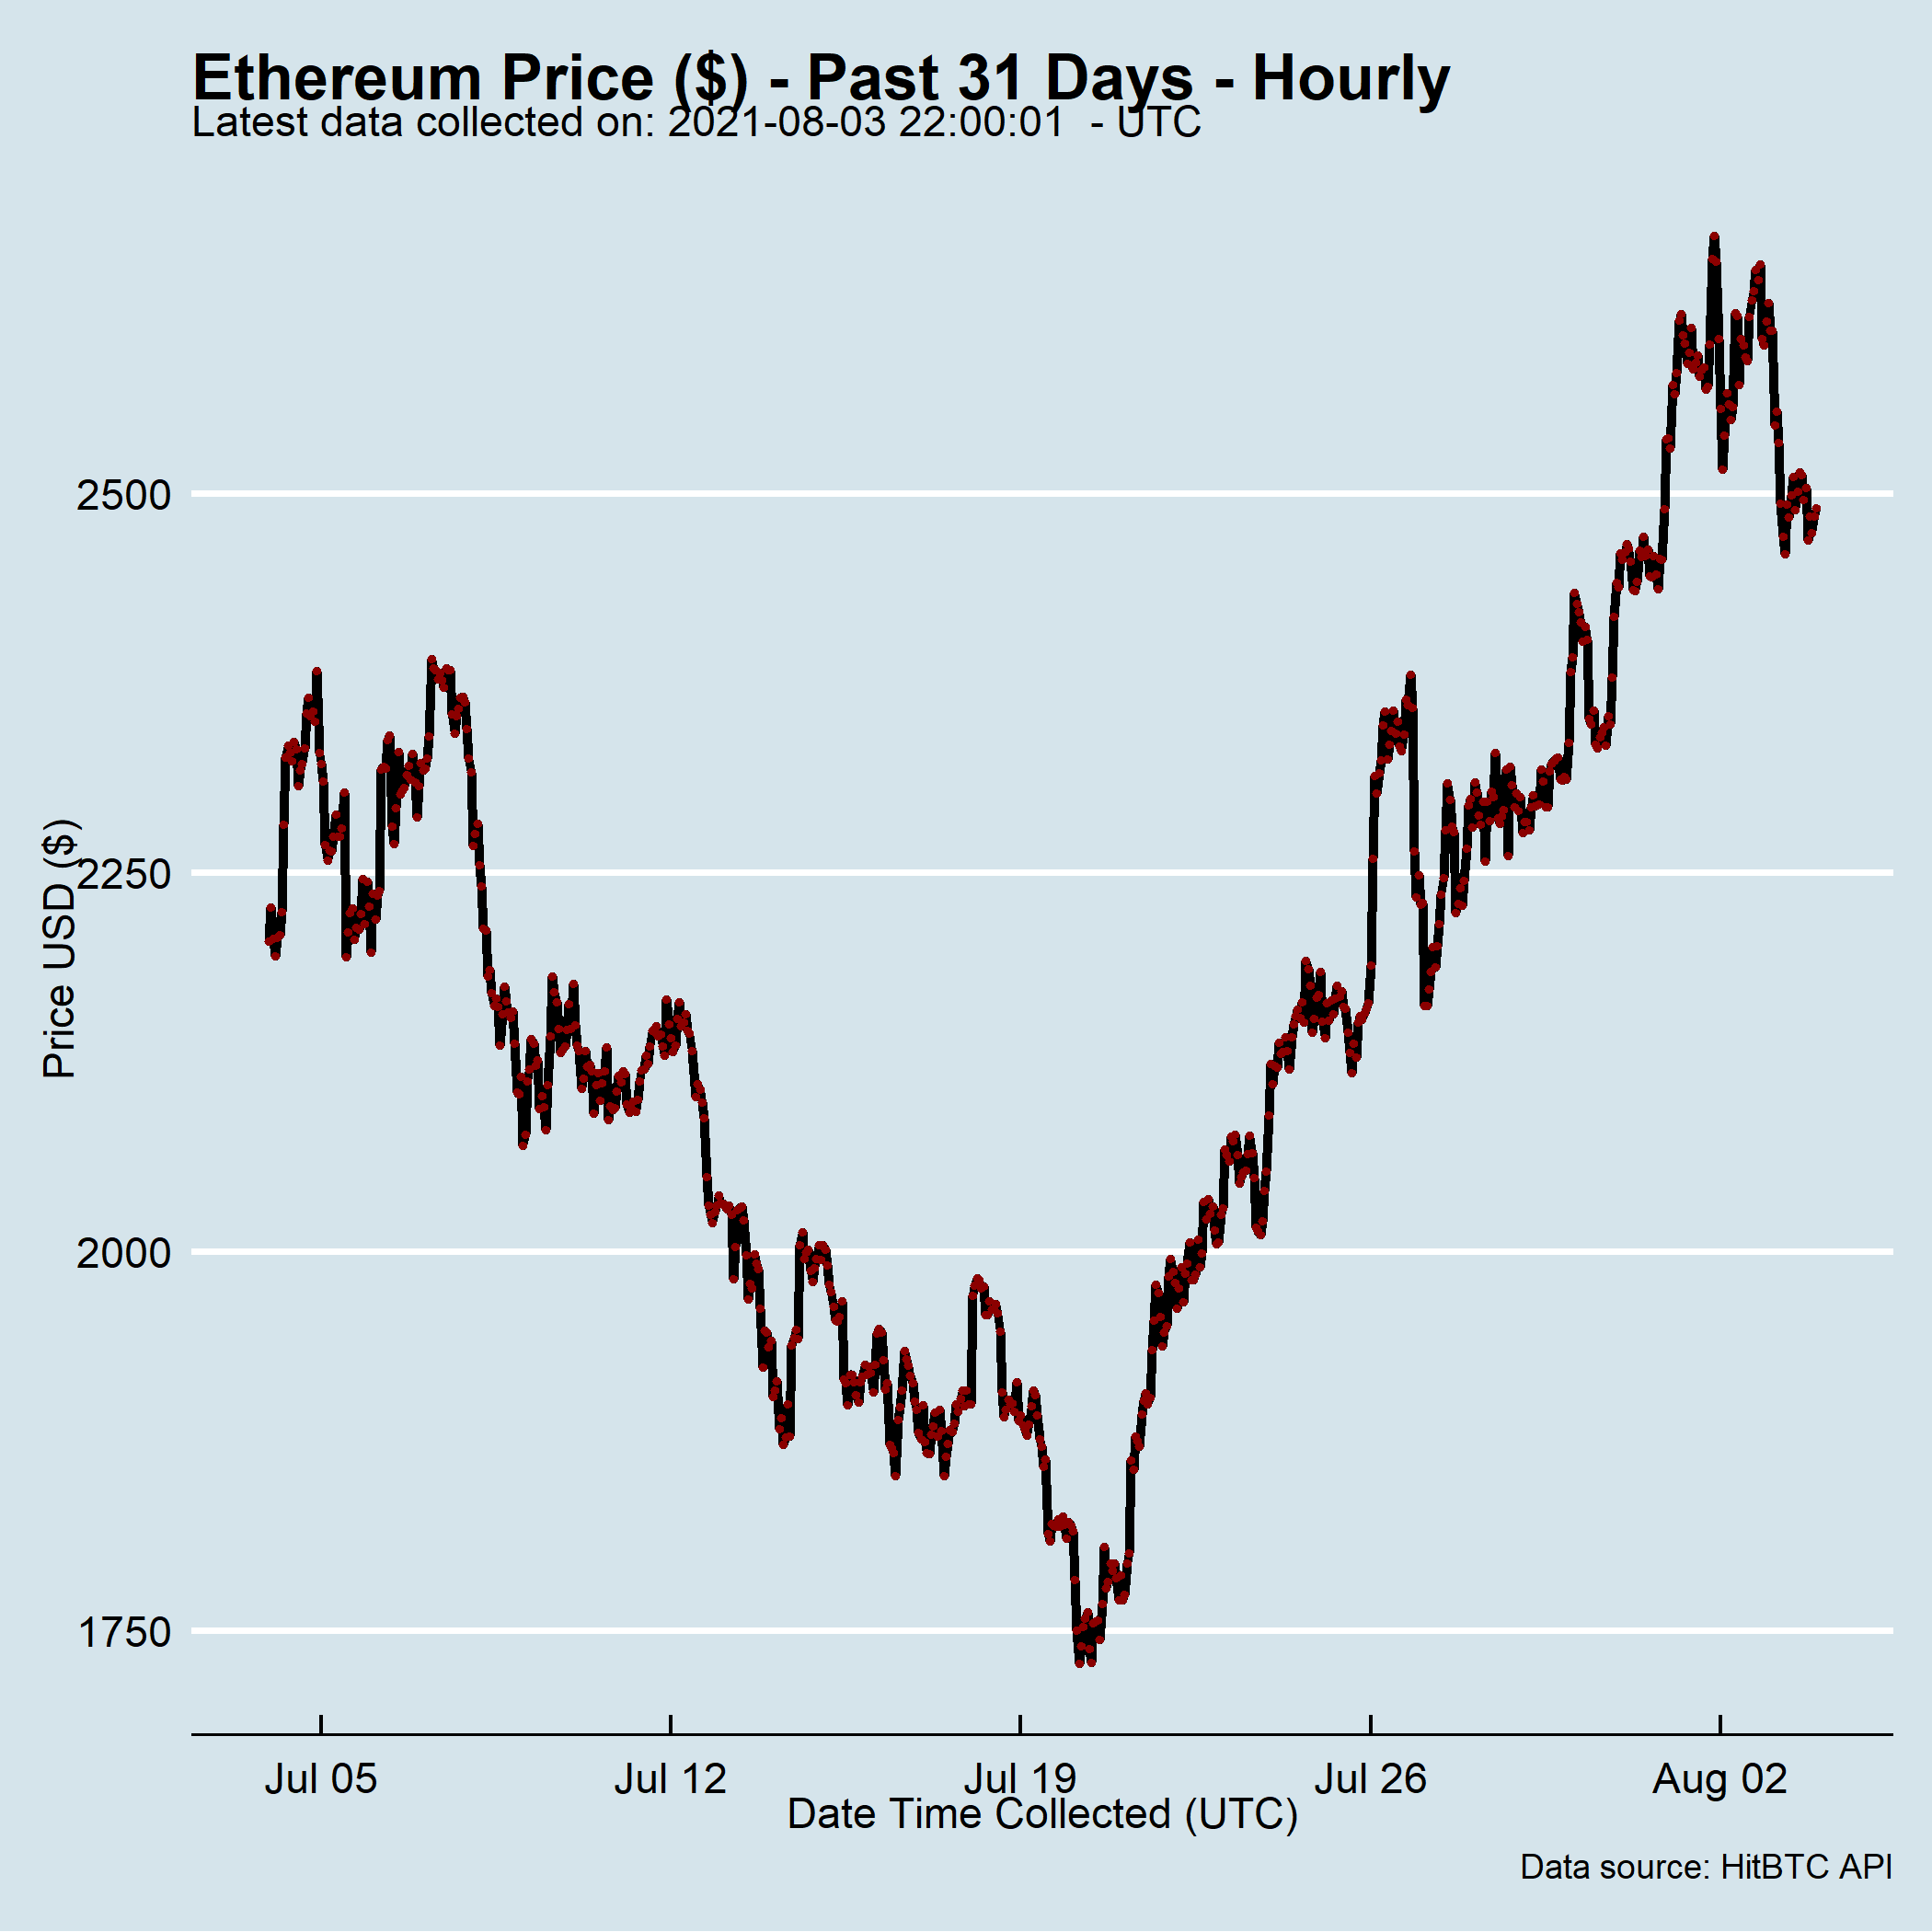 Ethereum Price ($) - Past 31 Days - Hourly
Latest data collected on: 2021-08-03 22:00:01  - UTC
Price USD ($)
2500
2250
2000
1750
Jul 05
Jul 12
Jul 19
Jul 26
Aug 02
Date Time Collected (UTC)
Data source: HitBTC API